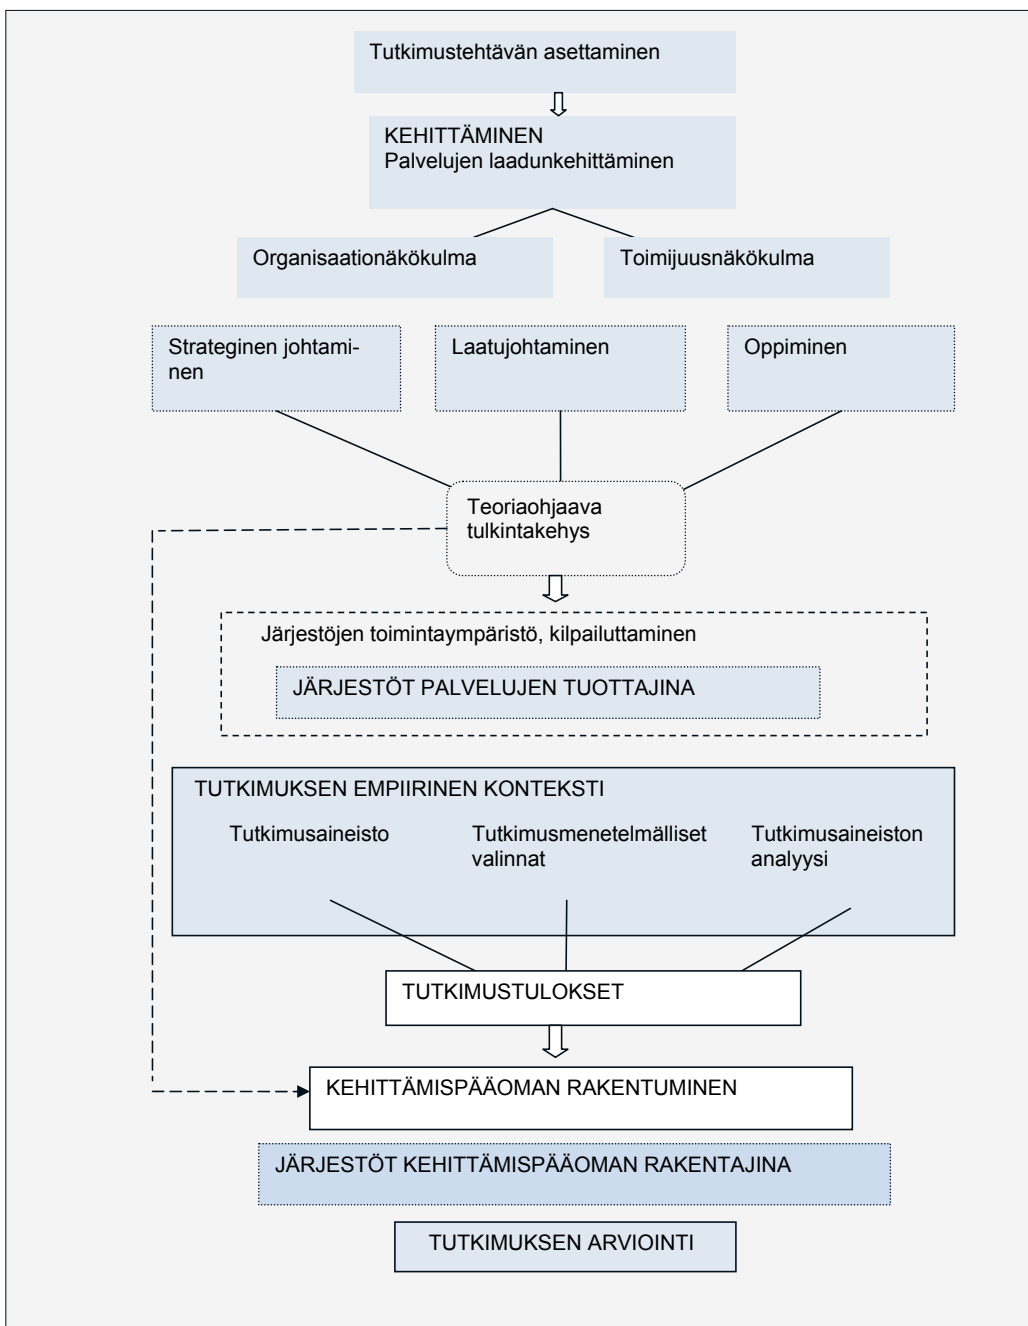 Tutkimustehtävän asettaminen
KEHITTÄMINEN
Palvelujen laadunkehittäminen
Organisaationäkökulma
Toimijuusnäkökulma
Strateginen johtami-
nen
Laatujohtaminen
Oppiminen
Teoriaohjaava
tulkintakehys
Järjestöjen toimintaympäristö, kilpailuttaminen
JÄRJESTÖT PALVELUJEN TUOTTAJINA
TUTKIMUKSEN EMPIIRINEN KONTEKSTI
Tutkimusaineisto
Tutkimusmenetelmälliset
valinnat
Tutkimusaineiston
analyysi
TUTKIMUSTULOKSET
KEHITTÄMISPÄÄOMAN RAKENTUMINEN
JÄRJESTÖT KEHITTÄMISPÄÄOMAN RAKENTAJINA
TUTKIMUKSEN ARVIOINTI